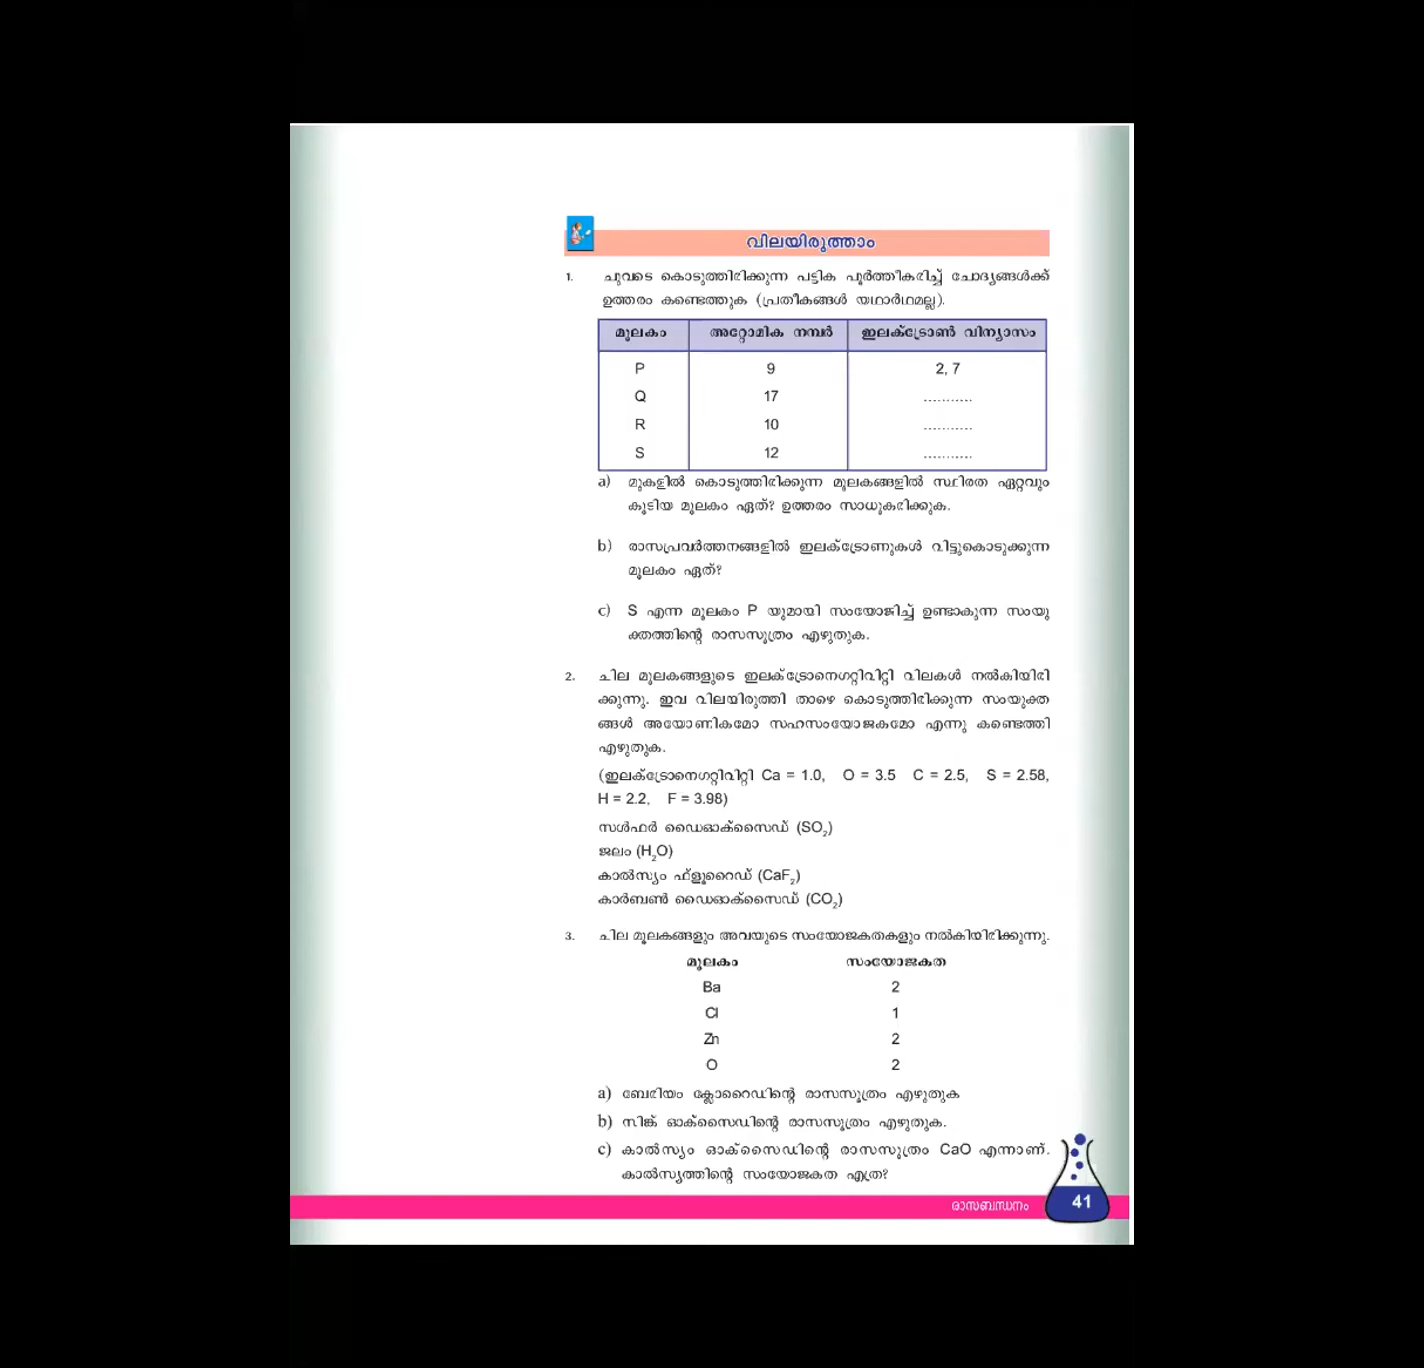 വിലയിരുത്താം
1. ചുവടെ കൊടുത്തിരിക്കുന്ന പട്ടിക പൂർത്തീകരിച്ച് ചോദ്യങ്ങൾക്ക്
ഉത്തരം കണ്ടെത്തുക (പ്രതീകങ്ങൾ യഥാർഥമല്ല).
മൂലകം അറ്റോമിക നമ്പർ ഇലക്ട്രോൺ വിന്യാസം
P 9 2, 7
Q 17 ...........
R 10 ...........
S 12 ...........
a) മുകളിൽ കൊടുത്തിരിക്കുന്ന മൂലകങ്ങളിൽ സ്ഥിരത ഏറ്റവും
കൂടിയ മൂലകം ഏത്? ഉത്തരം സാധൂകരിക്കുക.
b) രാസപ്രവർത്തനങ്ങളിൽ ഇലക്ട്രോണുകൾ വിട്ടുകൊടുക്കുന്ന
മൂലകം ഏത്?
c) S എന്ന മൂലകം P യുമായി സംയോജിച്ച് ഉണ്ടാകുന്ന സംയു
ക്തത്തിന്റെ രാസസൂത്രം എഴുതുക.
2. ചില മൂലകങ്ങളുടെ ഇലക്ട്രോനെഗറ്റിവിറ്റി വിലകൾ നൽകിയിരി
ക്കുന്നു. ഇവ വിലയിരുത്തി താഴെ കൊടുത്തിരിക്കുന്ന സംയുക്ത
ങ്ങൾ അയോണികമോ സഹസംയോജകമോ എന്നു കണ്ടെത്തി
എഴുതുക.
(ഇലക്ട്രോനെഗറ്റിവിറ്റി Ca = 1.0, O = 3.5 C = 2.5, S = 2.58,
H = 2.2, F = 3.98)
സൾഫർ ഡൈഓക്സൈഡ് (SO₂)
ജലം (H₂O)
കാൽസ്യം ഫ്ളൂറൈഡ് (CaF₂)
കാർബൺ ഡൈഓക്സൈഡ് (CO₂)
3. ചില മൂലകങ്ങളും അവയുടെ സംയോജകതകളും നൽകിയിരിക്കുന്നു.
മൂലകം സംയോജകത
Ba 2
Cl 1
Zn 2
O 2
a) ബേരിയം ക്ലോറൈഡിന്റെ രാസസൂത്രം എഴുതുക
b) സിങ്ക് ഓക്സൈഡിന്റെ രാസസൂത്രം എഴുതുക.
c) കാൽസ്യം ഓക്സൈഡിന്റെ രാസസൂത്രം CaO എന്നാണ്.
കാൽസ്യത്തിന്റെ സംയോജകത എത്ര?
രാസബന്ധനം 41